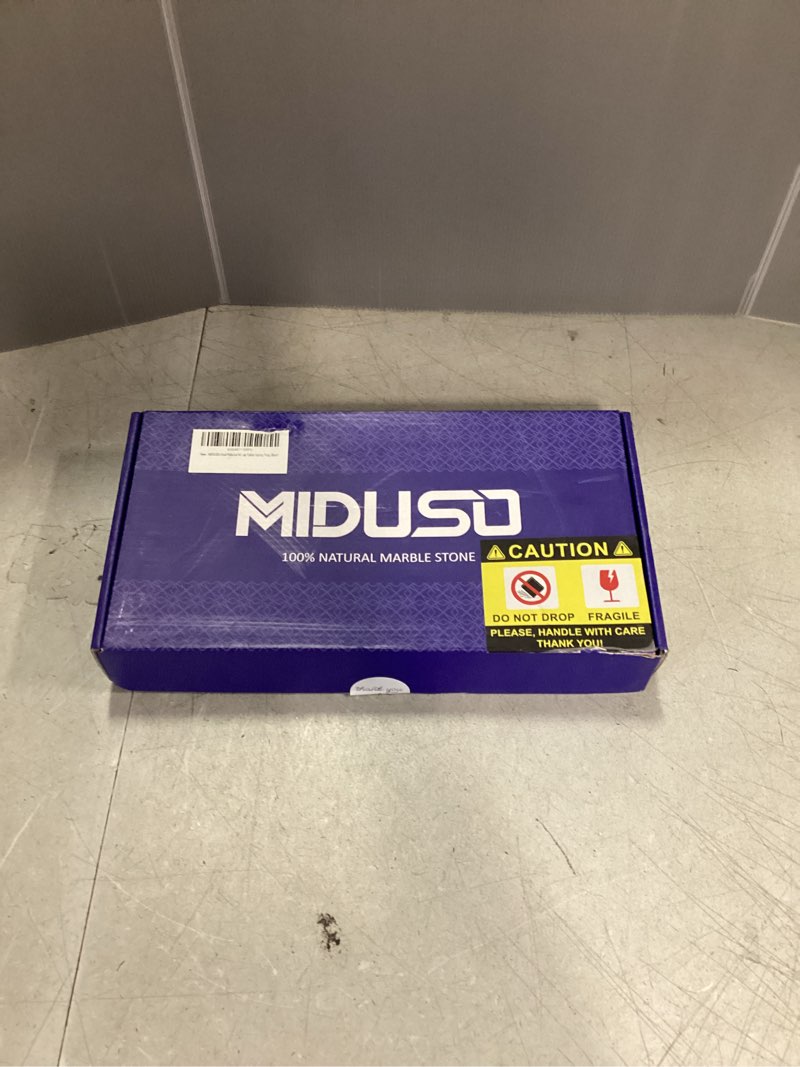 MIDUSO
100% NATURAL MARBLE STONE
CAUTION
DO NOT DROP FRAGILE
PLEASE, HANDLE WITH CARE
THANK YOU!